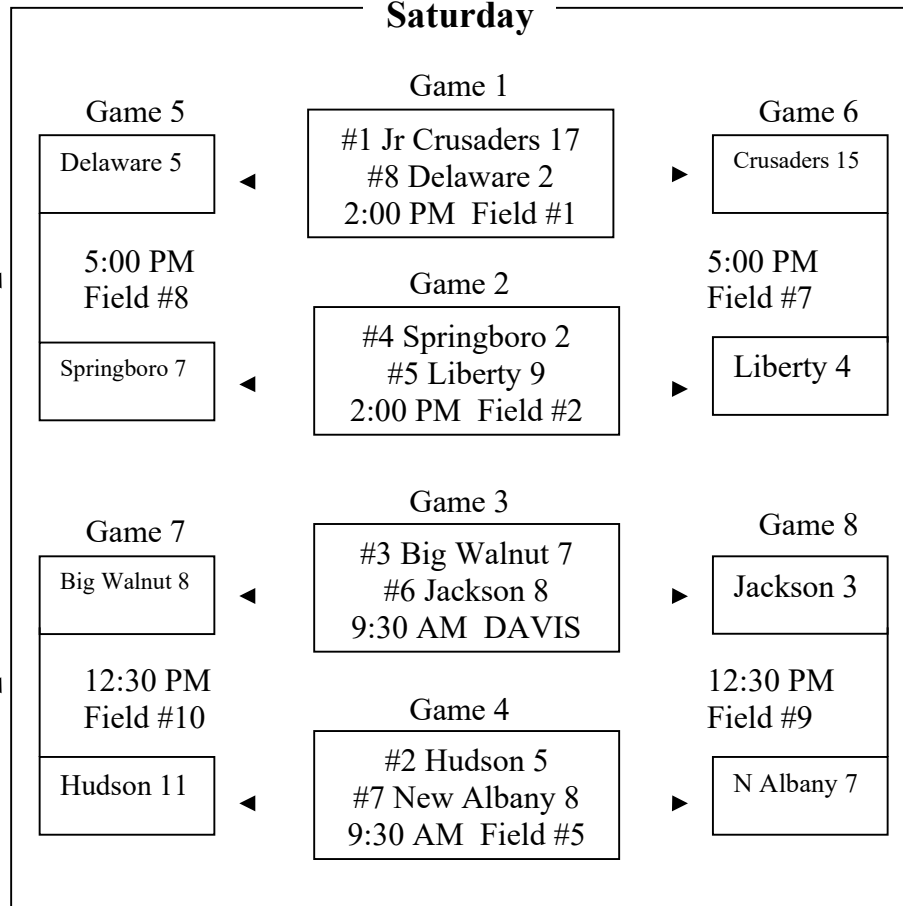 Saturday
Game 1
Game 5
Game 6
#1 Jr Crusaders 17
#8 Delaware 2
2:00 PM Field #1
Delaware 5
Crusaders 15
5:00 PM
Field #8
5:00 PM
Field #7
Game 2
#4 Springboro 2
#5 Liberty 9
2:00 PM Field #2
Springboro 7
Liberty 4
Game 3
Game 7
Game 8
#3 Big Walnut 7
#6 Jackson 8
9:30 AM DAVIS
Big Walnut 8
Jackson 3
12:30 PM
Field #10
12:30 PM
Field #9
Game 4
#2 Hudson 5
#7 New Albany 8
9:30 AM Field #5
Hudson 11
N Albany 7